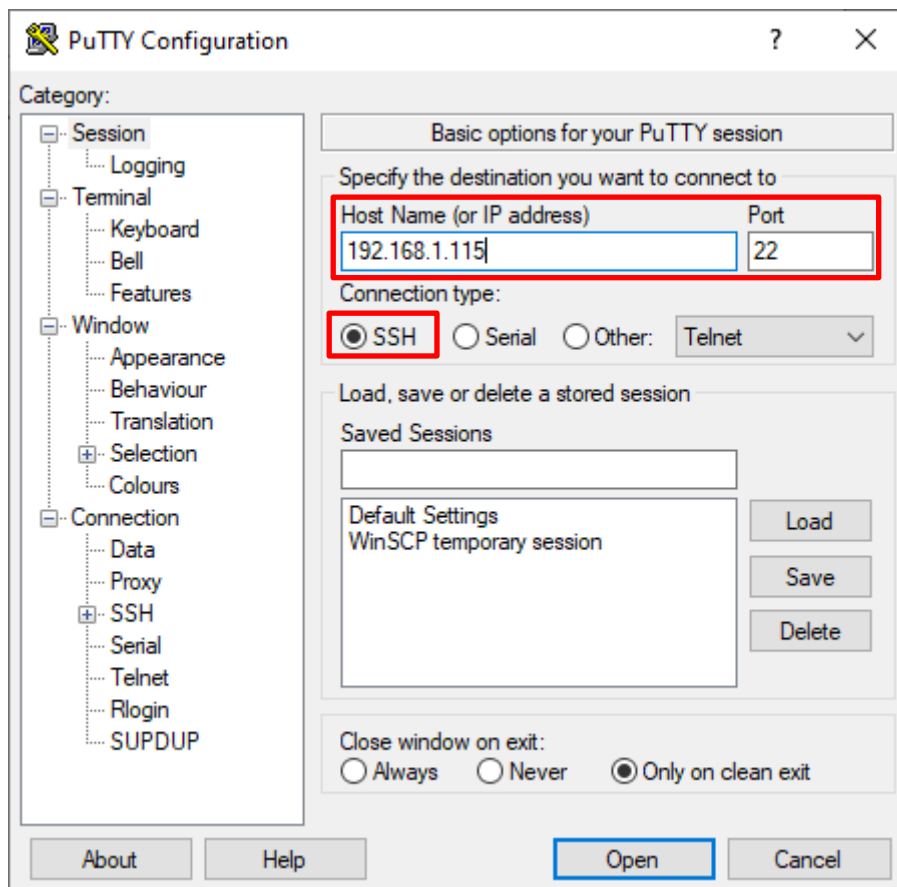 PuTTY Configuration
?
Category:
Session
Logging
Terminal
Keyboard
Bell
Features
Window
Appearance
Behaviour
Translation
Selection
Colours
Connection
Data
Proxy
SSH
Serial
Telnet
Rlogin
SUPDUP
Basic options for your PuTTY session
Specify the destination you want to connect to
Host Name (or IP address) Port
192.168.1.115 22
Connection type:
SSH Serial Other: Telnet
Load, save or delete a stored session
Saved Sessions
Default Settings
WinSCP temporary session
Load
Save
Delete
Close window on exit:
Always Never Only on clean exit
About Help Open Cancel